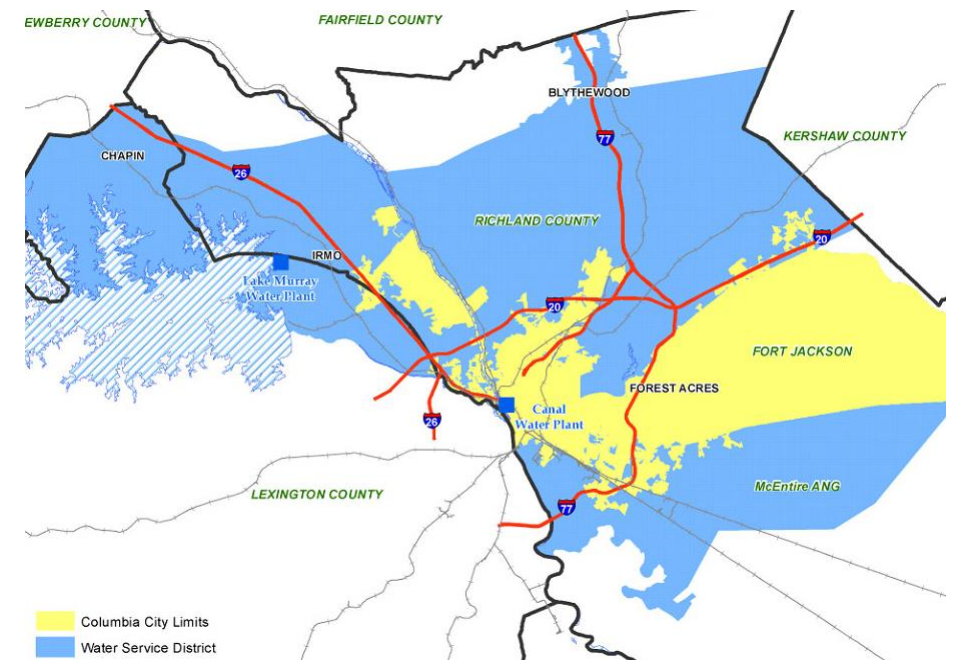 EWBERRY COUNTY
FAIRFIELD COUNTY
BLYTHEWOOD
77
KERSHAW COUNTY
CHAPIN
26
RICHLAND COUNTY
20
IRMO
Lake Murray
Water Plant
20
FORT JACKSON
FOREST ACRES
Canal
Water Plant
26
McEntire ANG
LEXINGTON COUNTY
77
Columbia City Limits
Water Service District